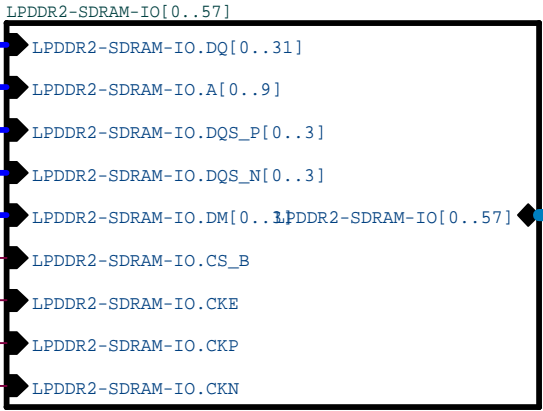 LPDDR2-SDRAM-IO[0..57]
LPDDR2-SDRAM-IO.DQ[0..31]
LPDDR2-SDRAM-IO.A[0..9]
LPDDR2-SDRAM-IO.DQS_P[0..3]
LPDDR2-SDRAM-IO.DQS_N[0..3]
LPDDR2-SDRAM-IO.DM[0..3] LPDDR2-SDRAM-IO[0..57]
LPDDR2-SDRAM-IO.CS_B
LPDDR2-SDRAM-IO.CKE
LPDDR2-SDRAM-IO.CKP
LPDDR2-SDRAM-IO.CKN